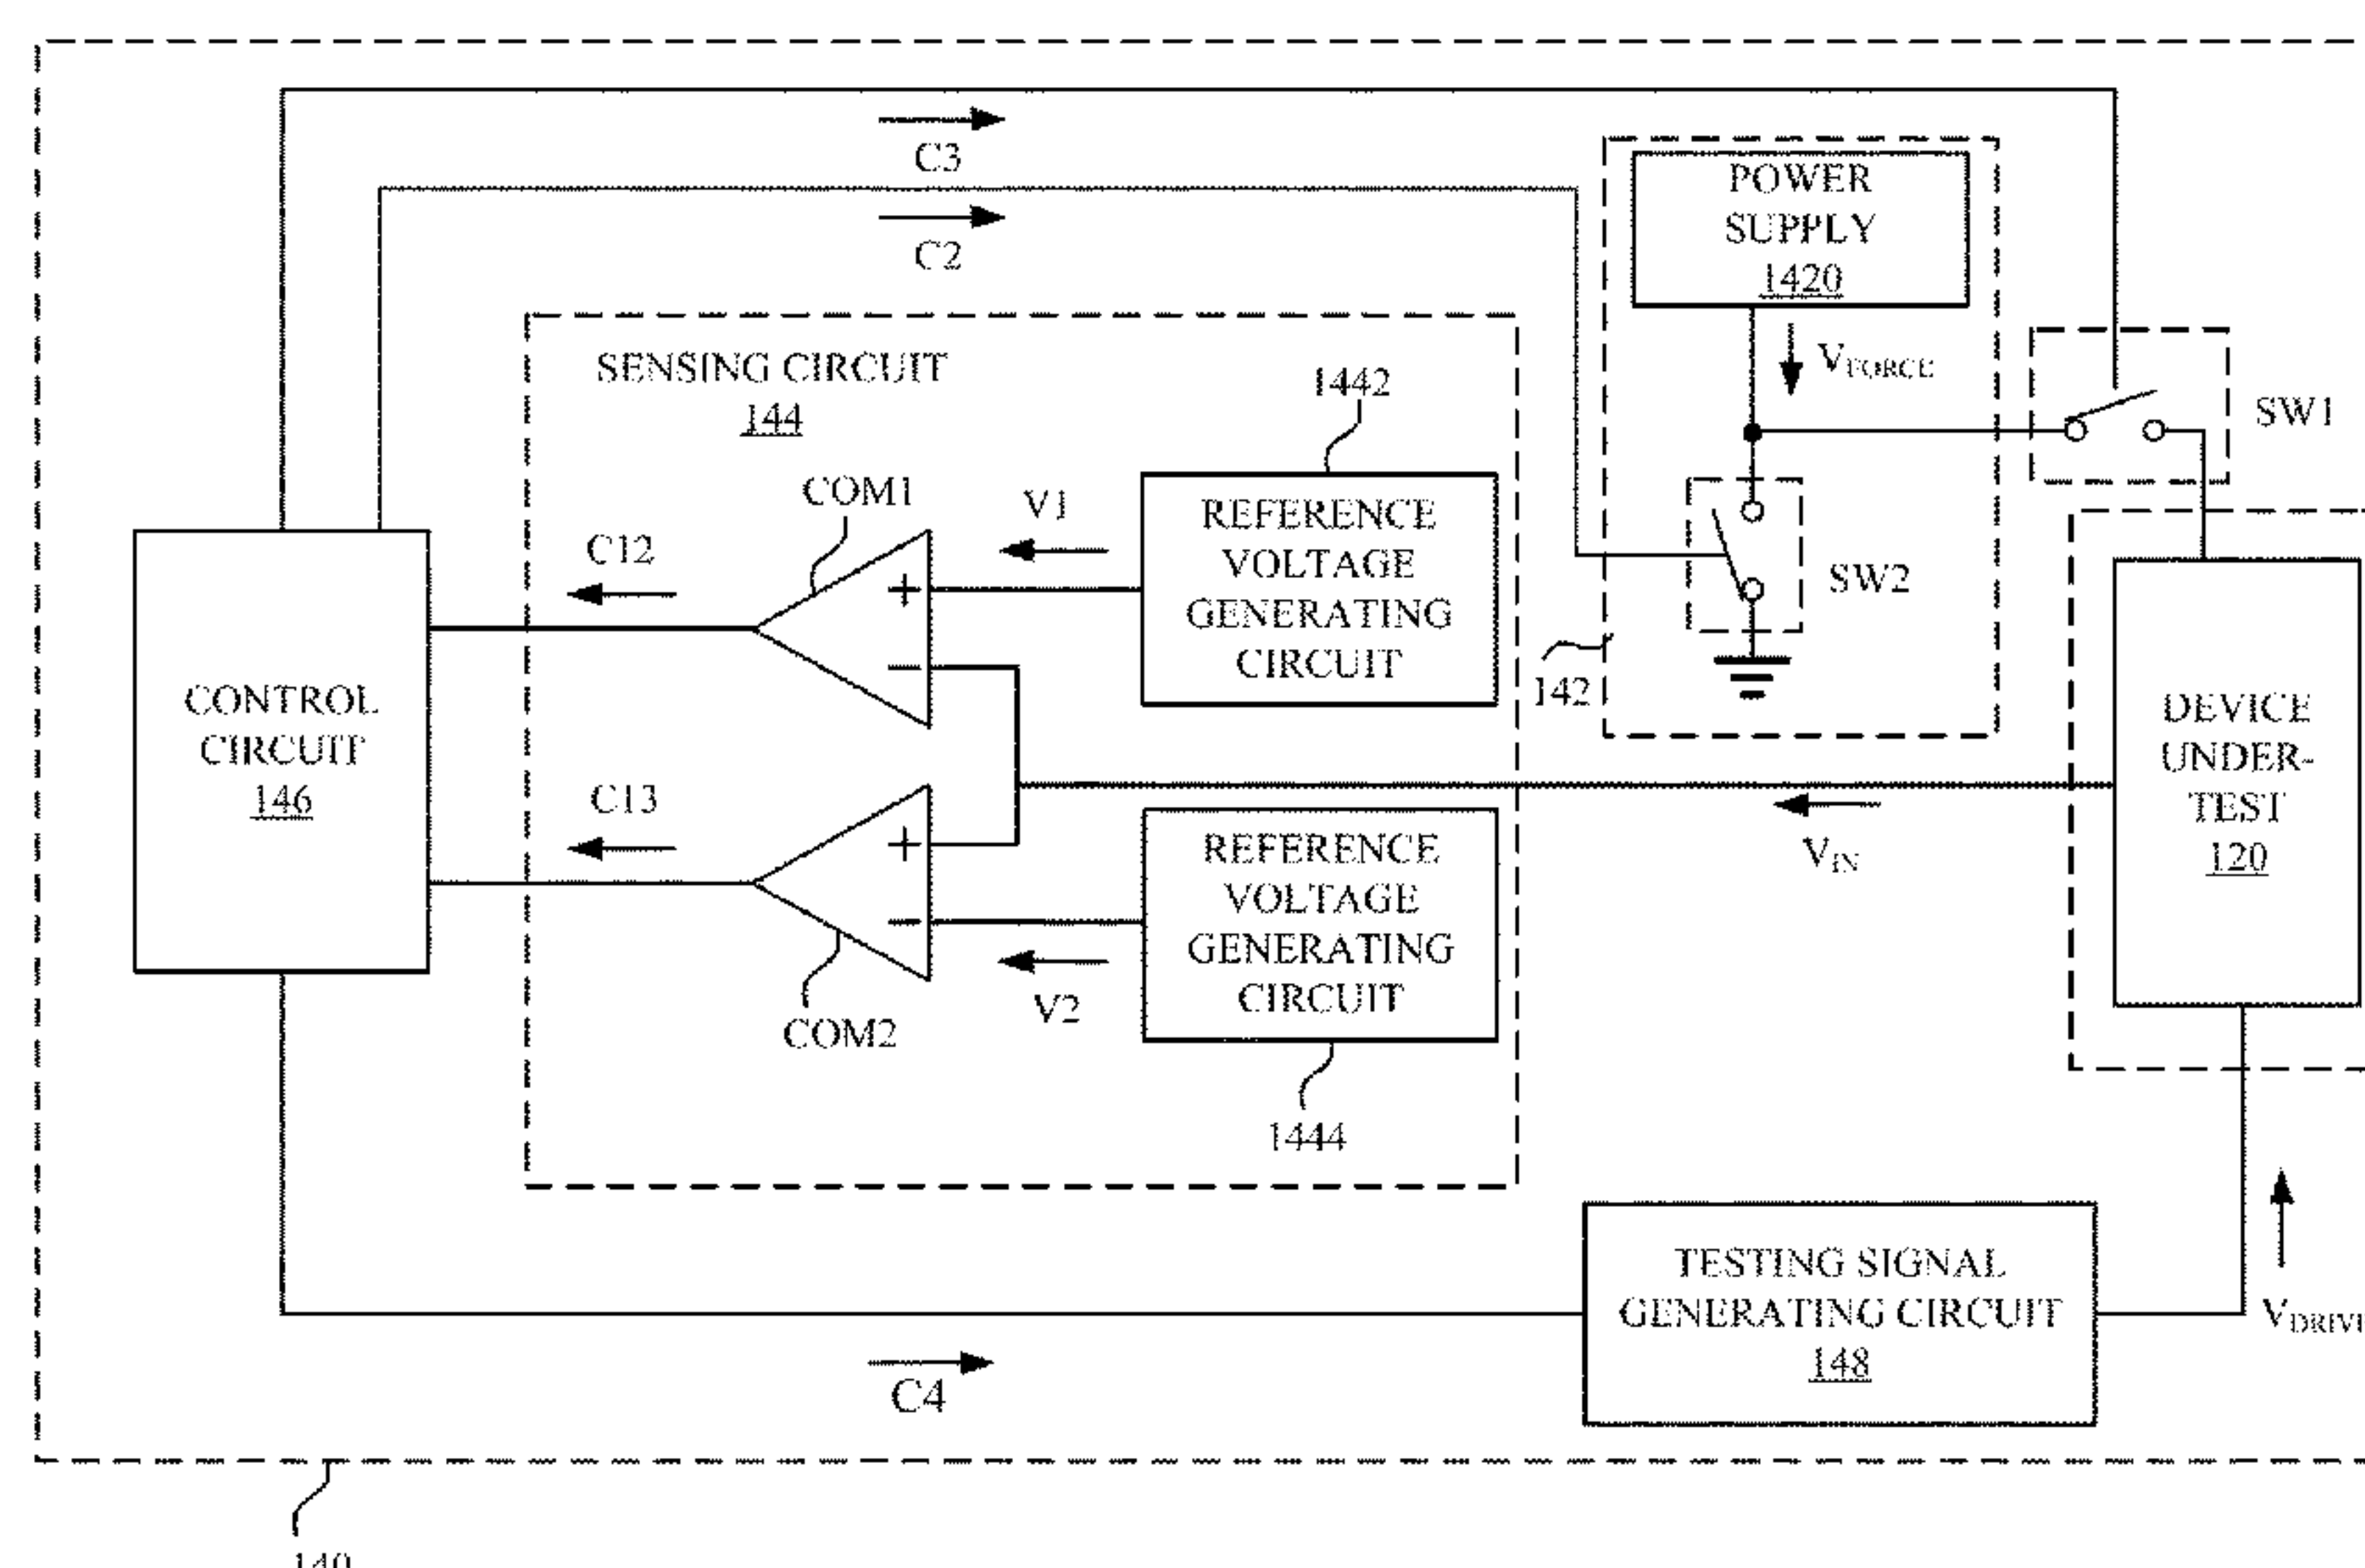 C3
C2
POWER
SUPPLY
1420
V FORCE
SW1
SENSING CIRCUIT
144
1442
COM1
V1
REFERENCE
VOLTAGE
GENERATING
CIRCUIT
C12
SW2
142
CONTROL
CIRCUIT
146
DEVICE
UNDER-
TEST
120
C13
V IN
REFERENCE
VOLTAGE
GENERATING
CIRCUIT
COM2
V2
1444
TESTING SIGNAL
GENERATING CIRCUIT
148
C4
140